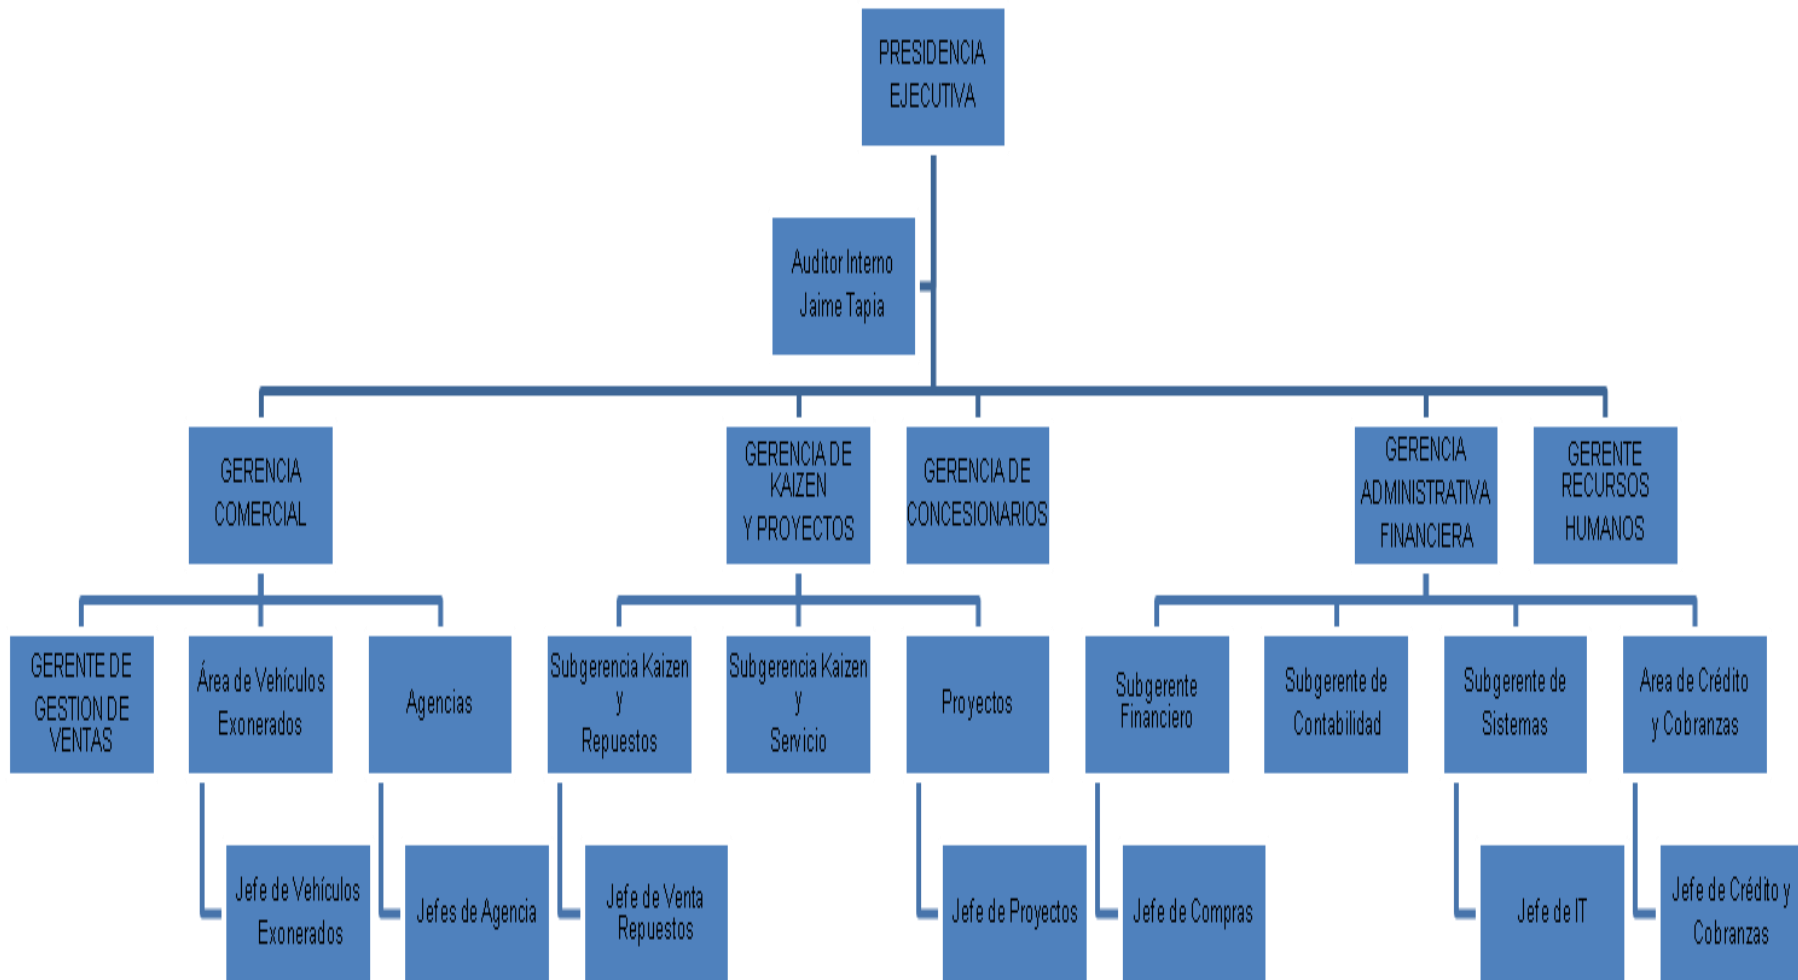 PRESIDENCIA
EJECUTIVA
Auditor Interno
Jaime Tapia
GERENCIA
COMERCIAL
GERENCIA DE
KAIZEN
Y PROYECTOS
GERENCIA DE
CONCESIONARIOS
GERENCIA
ADMINISTRATIVA
FINANCIERA
GERENTE
RECURSOS
HUMANOS
GERENTE DE
GESTION DE
VENTAS
Área de Vehículos
Exonerados
Agencias
Subgerencia Kaizen
y
Repuestos
Subgerencia Kaizen
y
Servicio
Proyectos
Subgerente
Financiero
Subgerente de
Contabilidad
Subgerente de
Sistemas
Area de Crédito
y Cobranzas
Jefe de Vehículos
Exonerados
Jefes de Agencia
Jefe de Venta
Repuestos
Jefe de Proyectos
Jefe de Compras
Jefe de IT
Jefe de Crédito y
Cobranzas